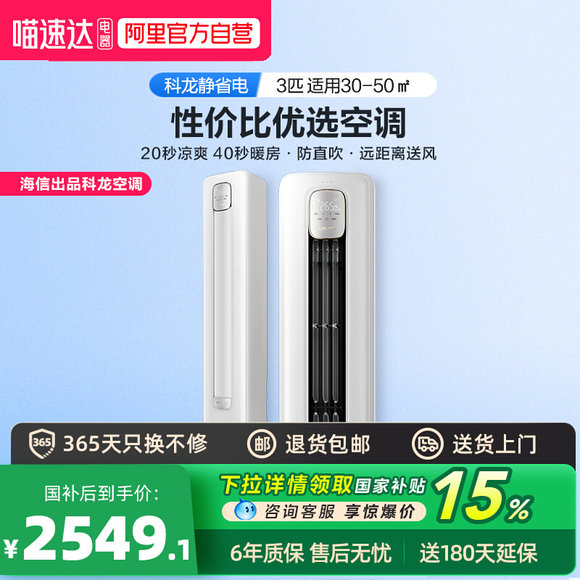 喵速达电器 阿里官方自营
科龙静省电 3匹 适用30-50㎡
性价比优选空调
20秒凉爽 40秒暖房·防直吹·远距离送风
海信出品科龙空调
26.5
365 365天只换不修 邮 退货包邮 送货上门
国补后到手价:
¥2549.1
下拉详情领取 国家补贴 15%
咨询客服 享惊爆价
6年质保 售后无忧 送180天延保